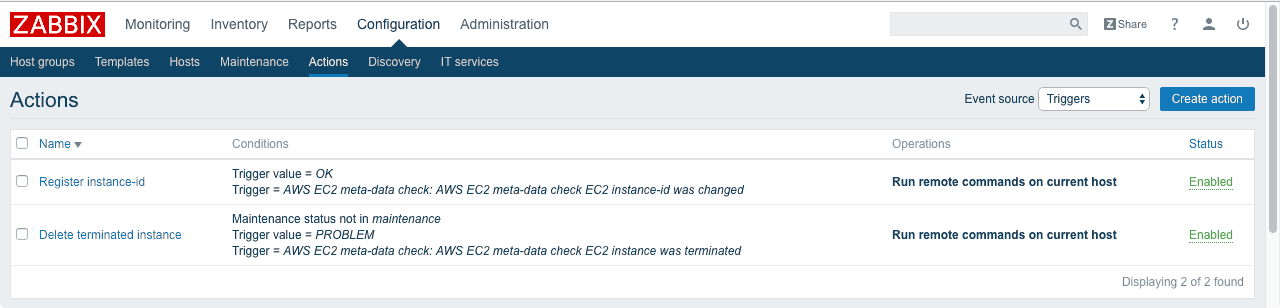 ZABBIX Monitoring Inventory Reports Configuration Administration Z Share ?
Host groups Templates Hosts Maintenance Actions Discovery IT services
Actions Event source Triggers Create action
Name Conditions Operations Status
Register instance-id Trigger value = OK Run remote commands on current host Enabled
Trigger = AWS EC2 meta-data check: AWS EC2 meta-data check EC2 instance-id was changed
Maintenance status not in maintenance
Delete terminated instance Trigger value = PROBLEM Run remote commands on current host Enabled
Trigger = AWS EC2 meta-data check: AWS EC2 meta-data check EC2 instance was terminated
Displaying 2 of 2 found